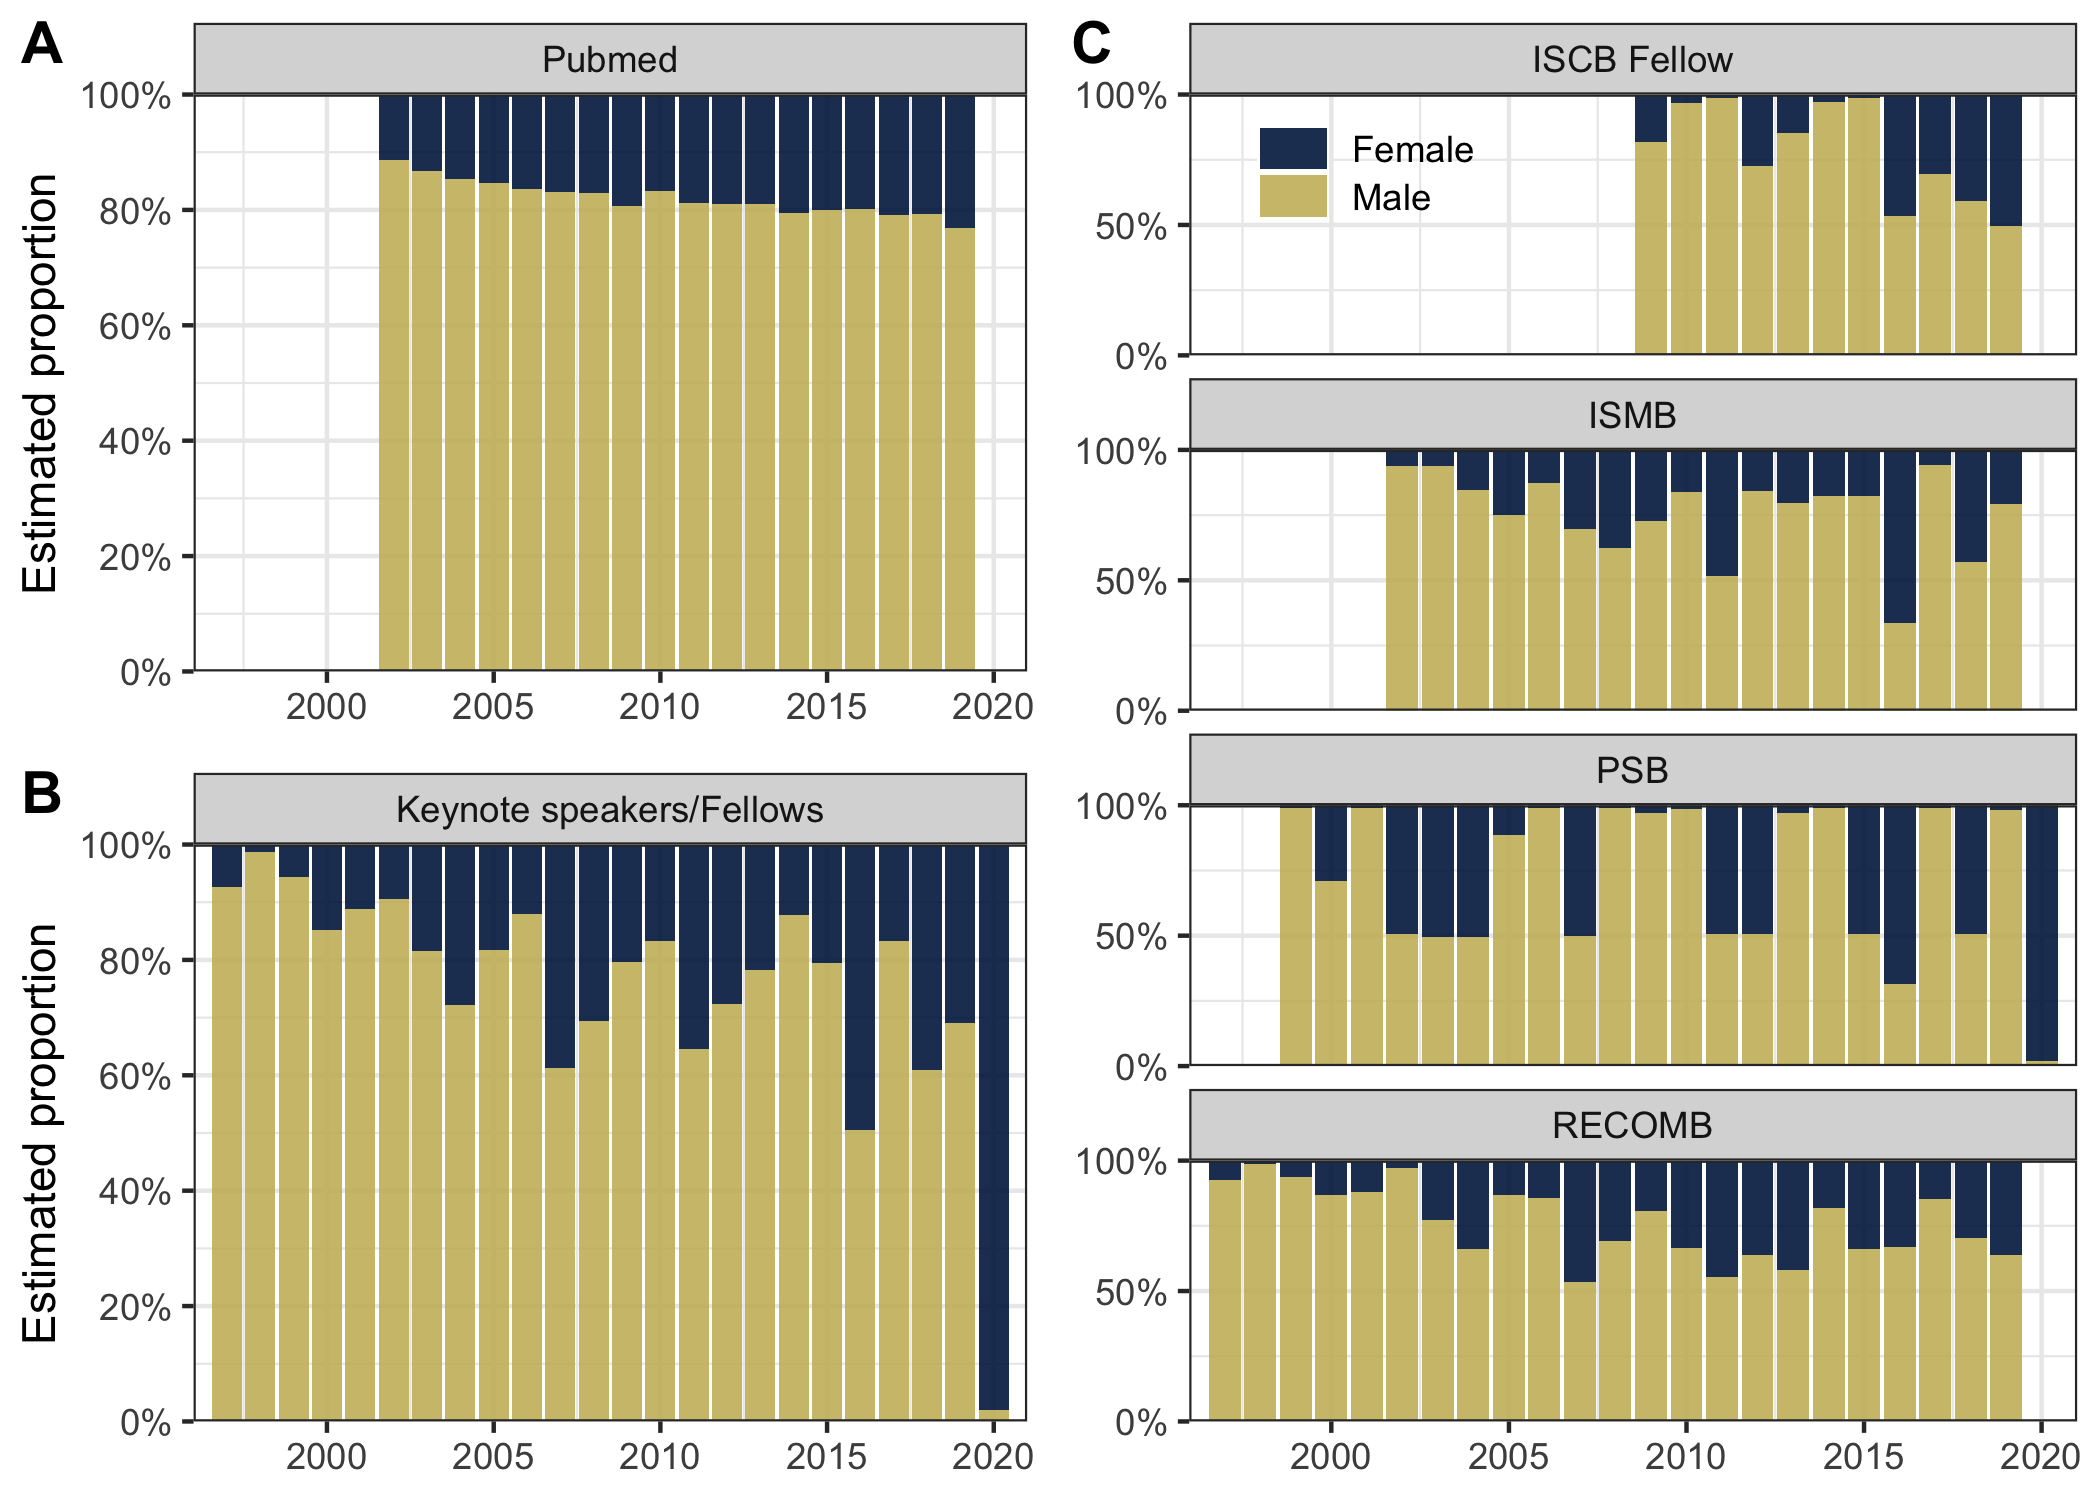 A
Pubmed
100%
80%
60%
40%
20%
0%
Estimated proportion
2000 2005 2010 2015 2020
B
Keynote speakers/Fellows
100%
80%
60%
40%
20%
0%
Estimated proportion
2000 2005 2010 2015 2020
C
ISCB Fellow
100%
50%
0%
Female
Male
ISMB
100%
50%
0%
PSB
100%
50%
0%
RECOMB
100%
50%
0%
2000 2005 2010 2015 2020